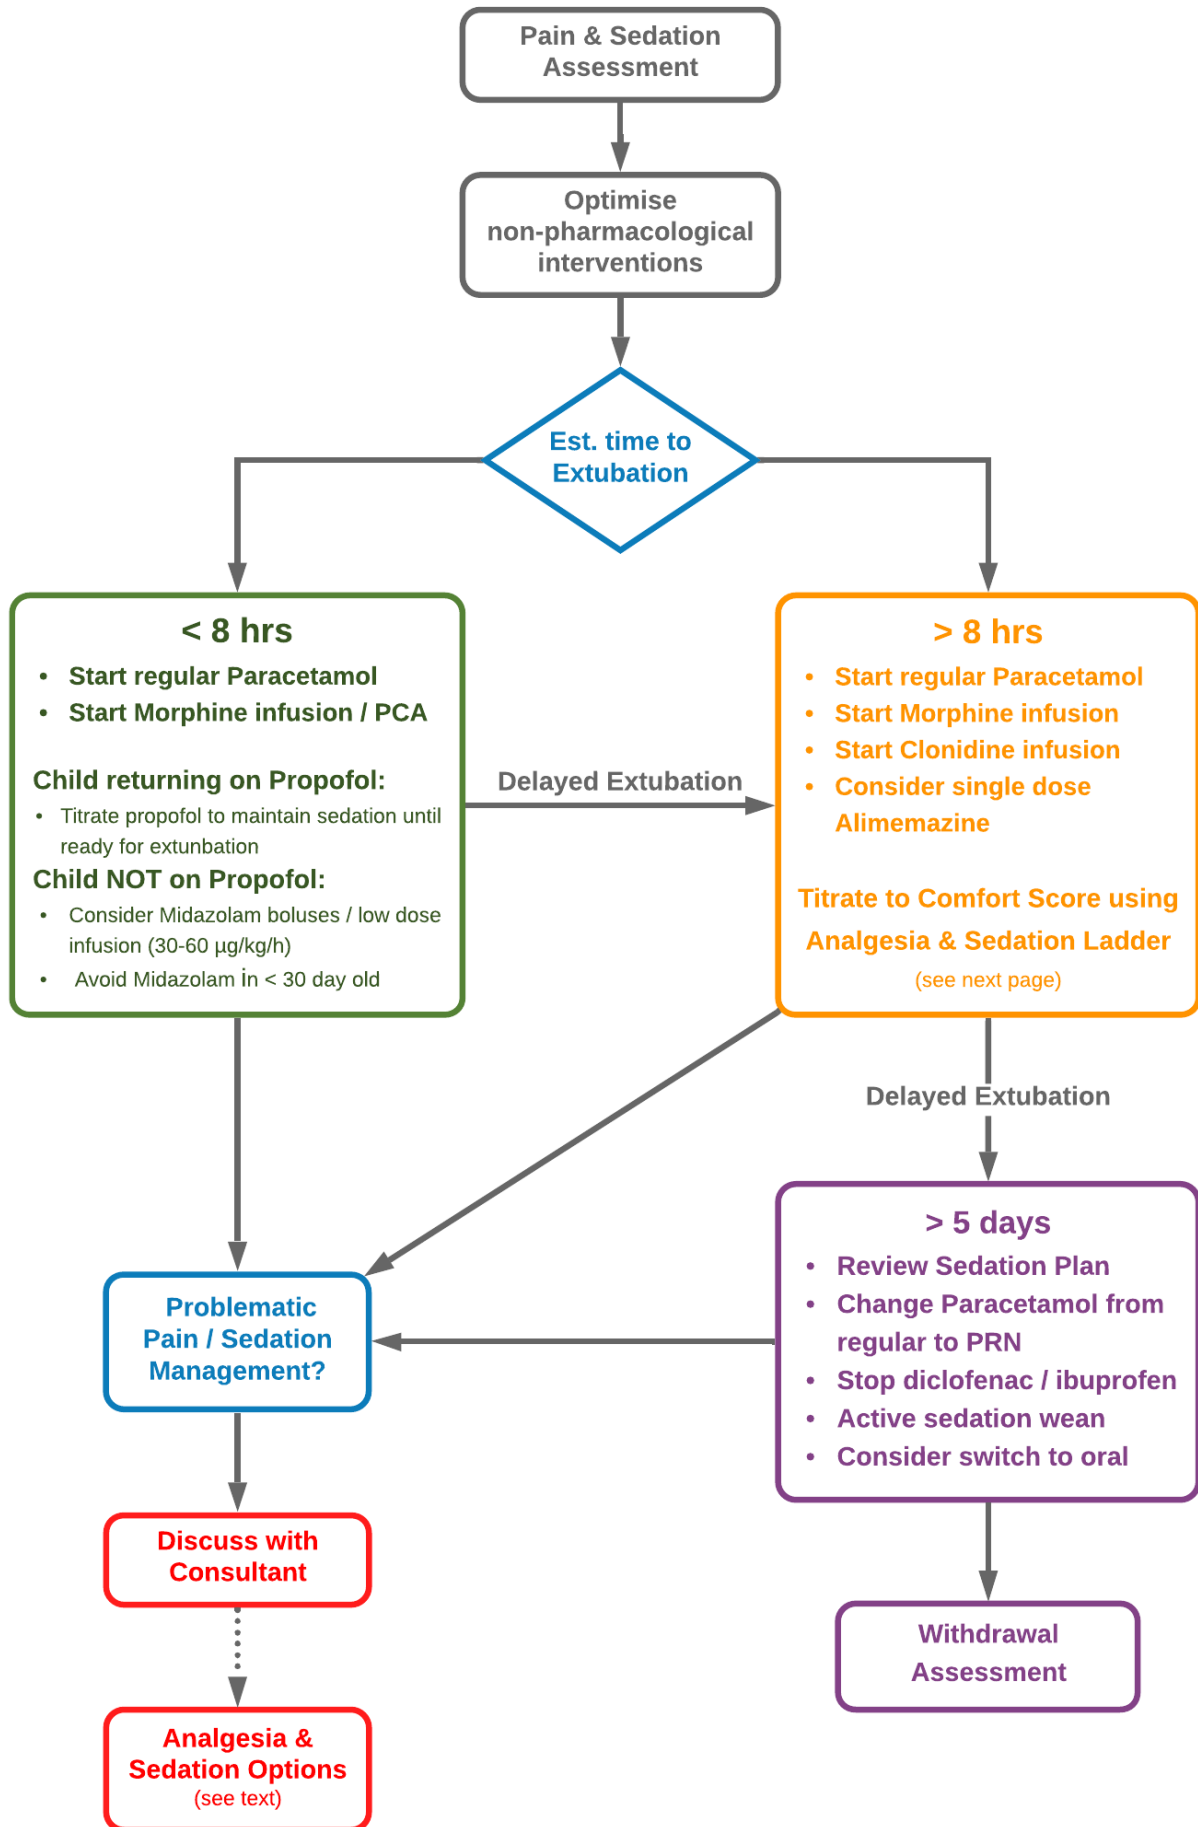 Pain & Sedation
Assessment
Optimise
non-pharmacological
interventions
Est. time to
Extubation
< 8 hrs
• Start regular Paracetamol
• Start Morphine infusion / PCA
Child returning on Propofol:
• Titrate propofol to maintain sedation until
ready for extunbation
Child NOT on Propofol:
• Consider Midazolam boluses / low dose
infusion (30-60 µg/kg/h)
• Avoid Midazolam in < 30 day old
Delayed Extubation
> 8 hrs
• Start regular Paracetamol
• Start Morphine infusion
• Start Clonidine infusion
• Consider single dose
Alimemazine
Titrate to Comfort Score using
Analgesia & Sedation Ladder
(see next page)
Delayed Extubation
> 5 days
• Review Sedation Plan
• Change Paracetamol from
regular to PRN
• Stop diclofenac / ibuprofen
• Active sedation wean
• Consider switch to oral
Problematic
Pain / Sedation
Management?
Discuss with
Consultant
Withdrawal
Assessment
Analgesia &
Sedation Options
(see text)